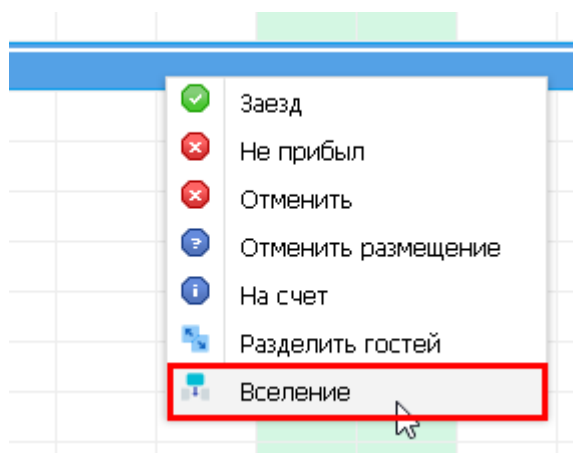 Заезд
Не прибыл
Отменить
Отменить размещение
На счет
Разделить гостей
Вселение